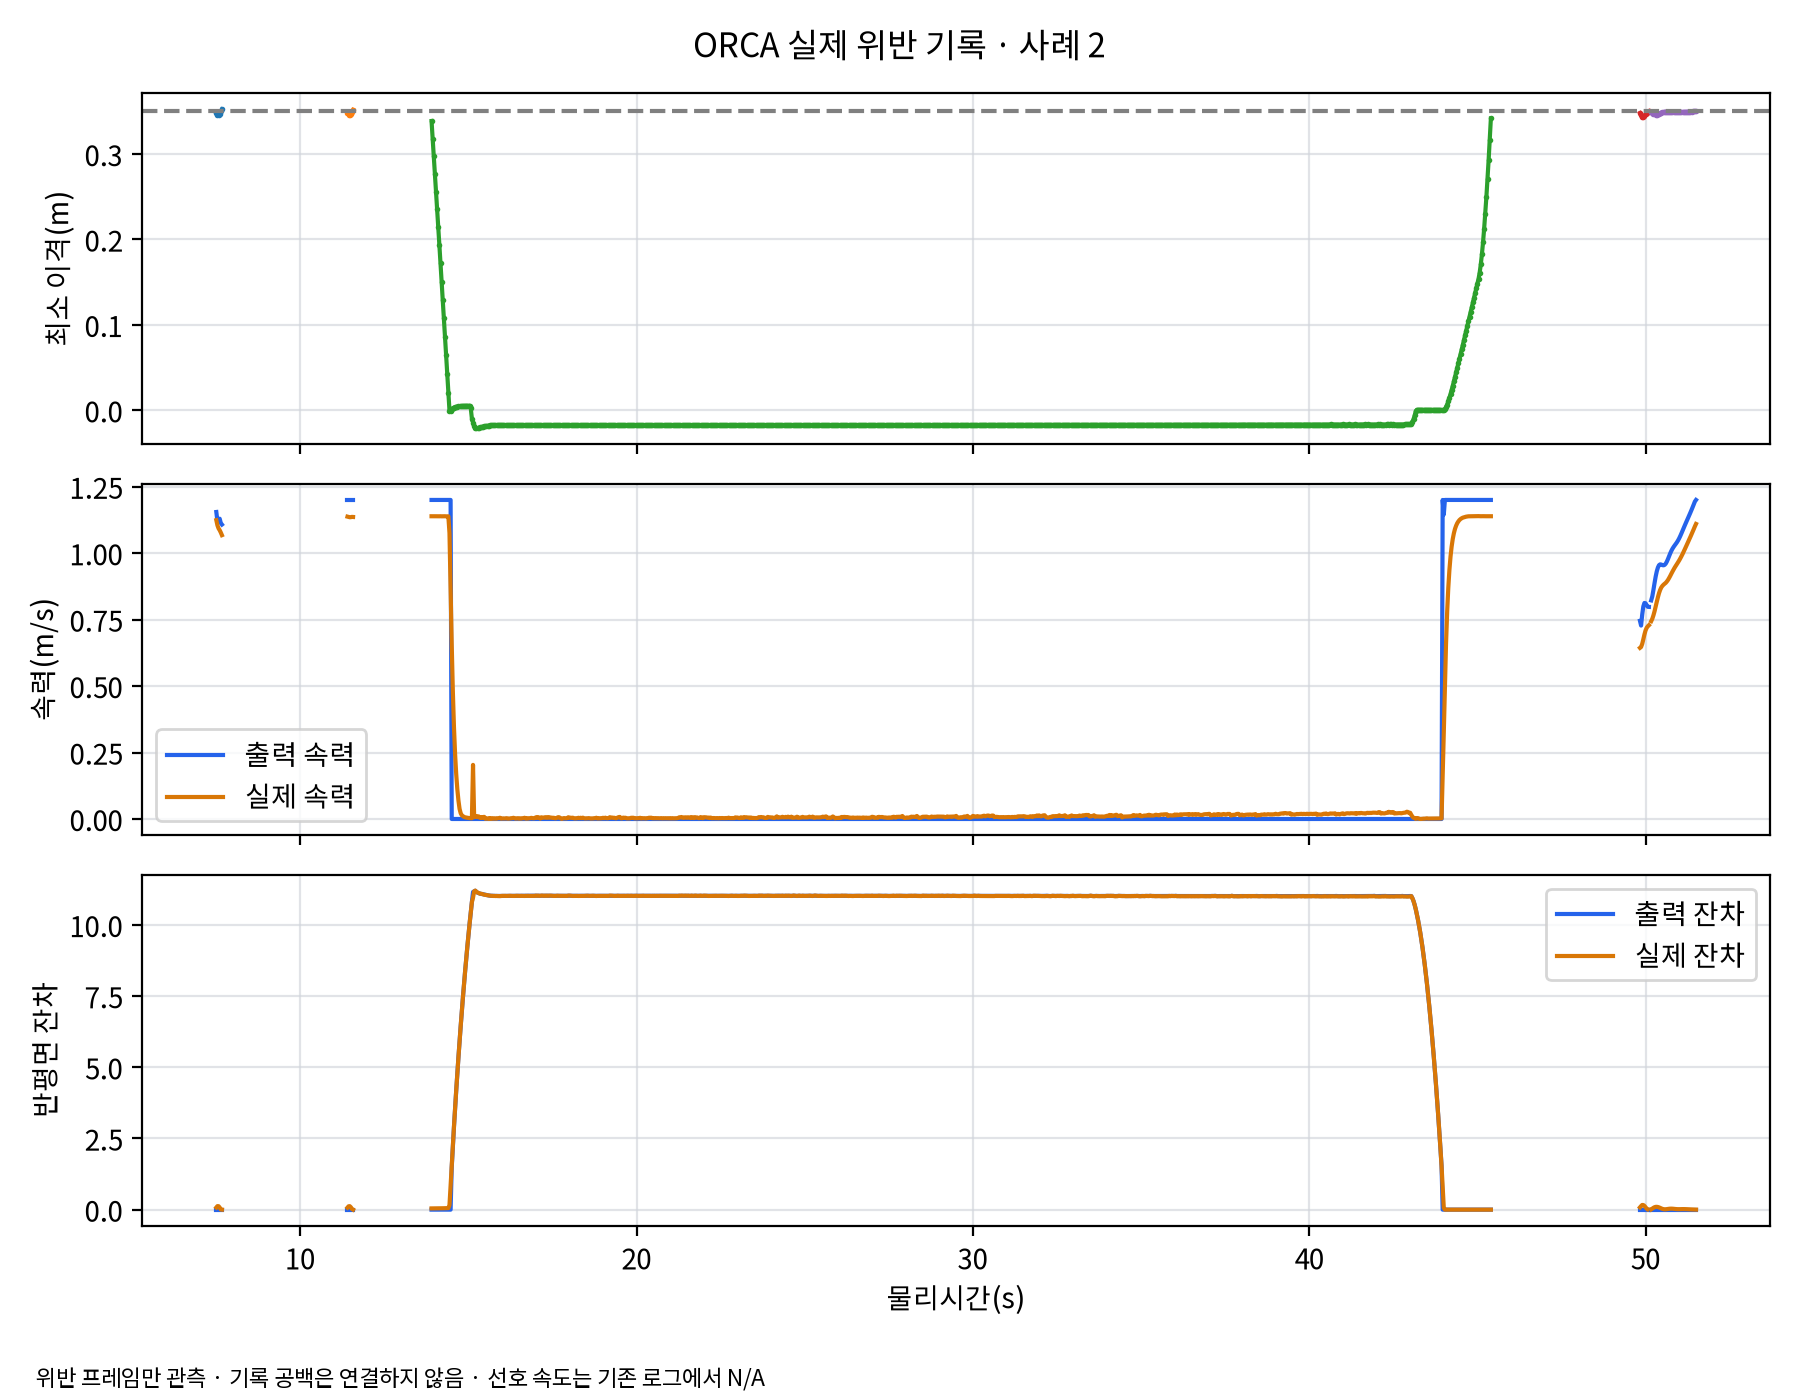 ORCA 실제 위반 기록 · 사례 2
최소 이격(m)
0.3
0.2
0.1
0.0
속력(m/s)
1.25
1.00
0.75
0.50
0.25
0.00
출력 속력
실제 속력
반평면 잔차
10.0
7.5
5.0
2.5
0.0
출력 잔차
실제 잔차
10 20 30 40 50
물리시간(s)
위반 프레임만 관측 · 기록 공백은 연결하지 않음 · 선호 속도는 기존 로그에서 N/A